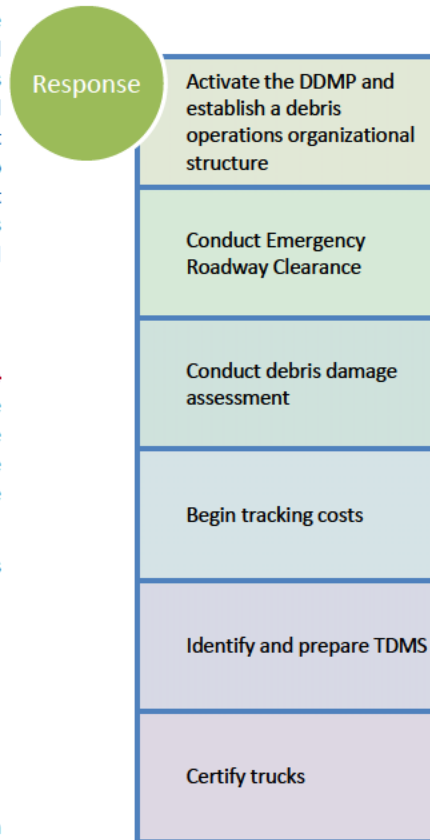 Response
Activate the DDMP and
establish a debris
operations organizational
structure
Conduct Emergency
Roadway Clearance
Conduct debris damage
assessment
Begin tracking costs
Identify and prepare TDMS
Certify trucks